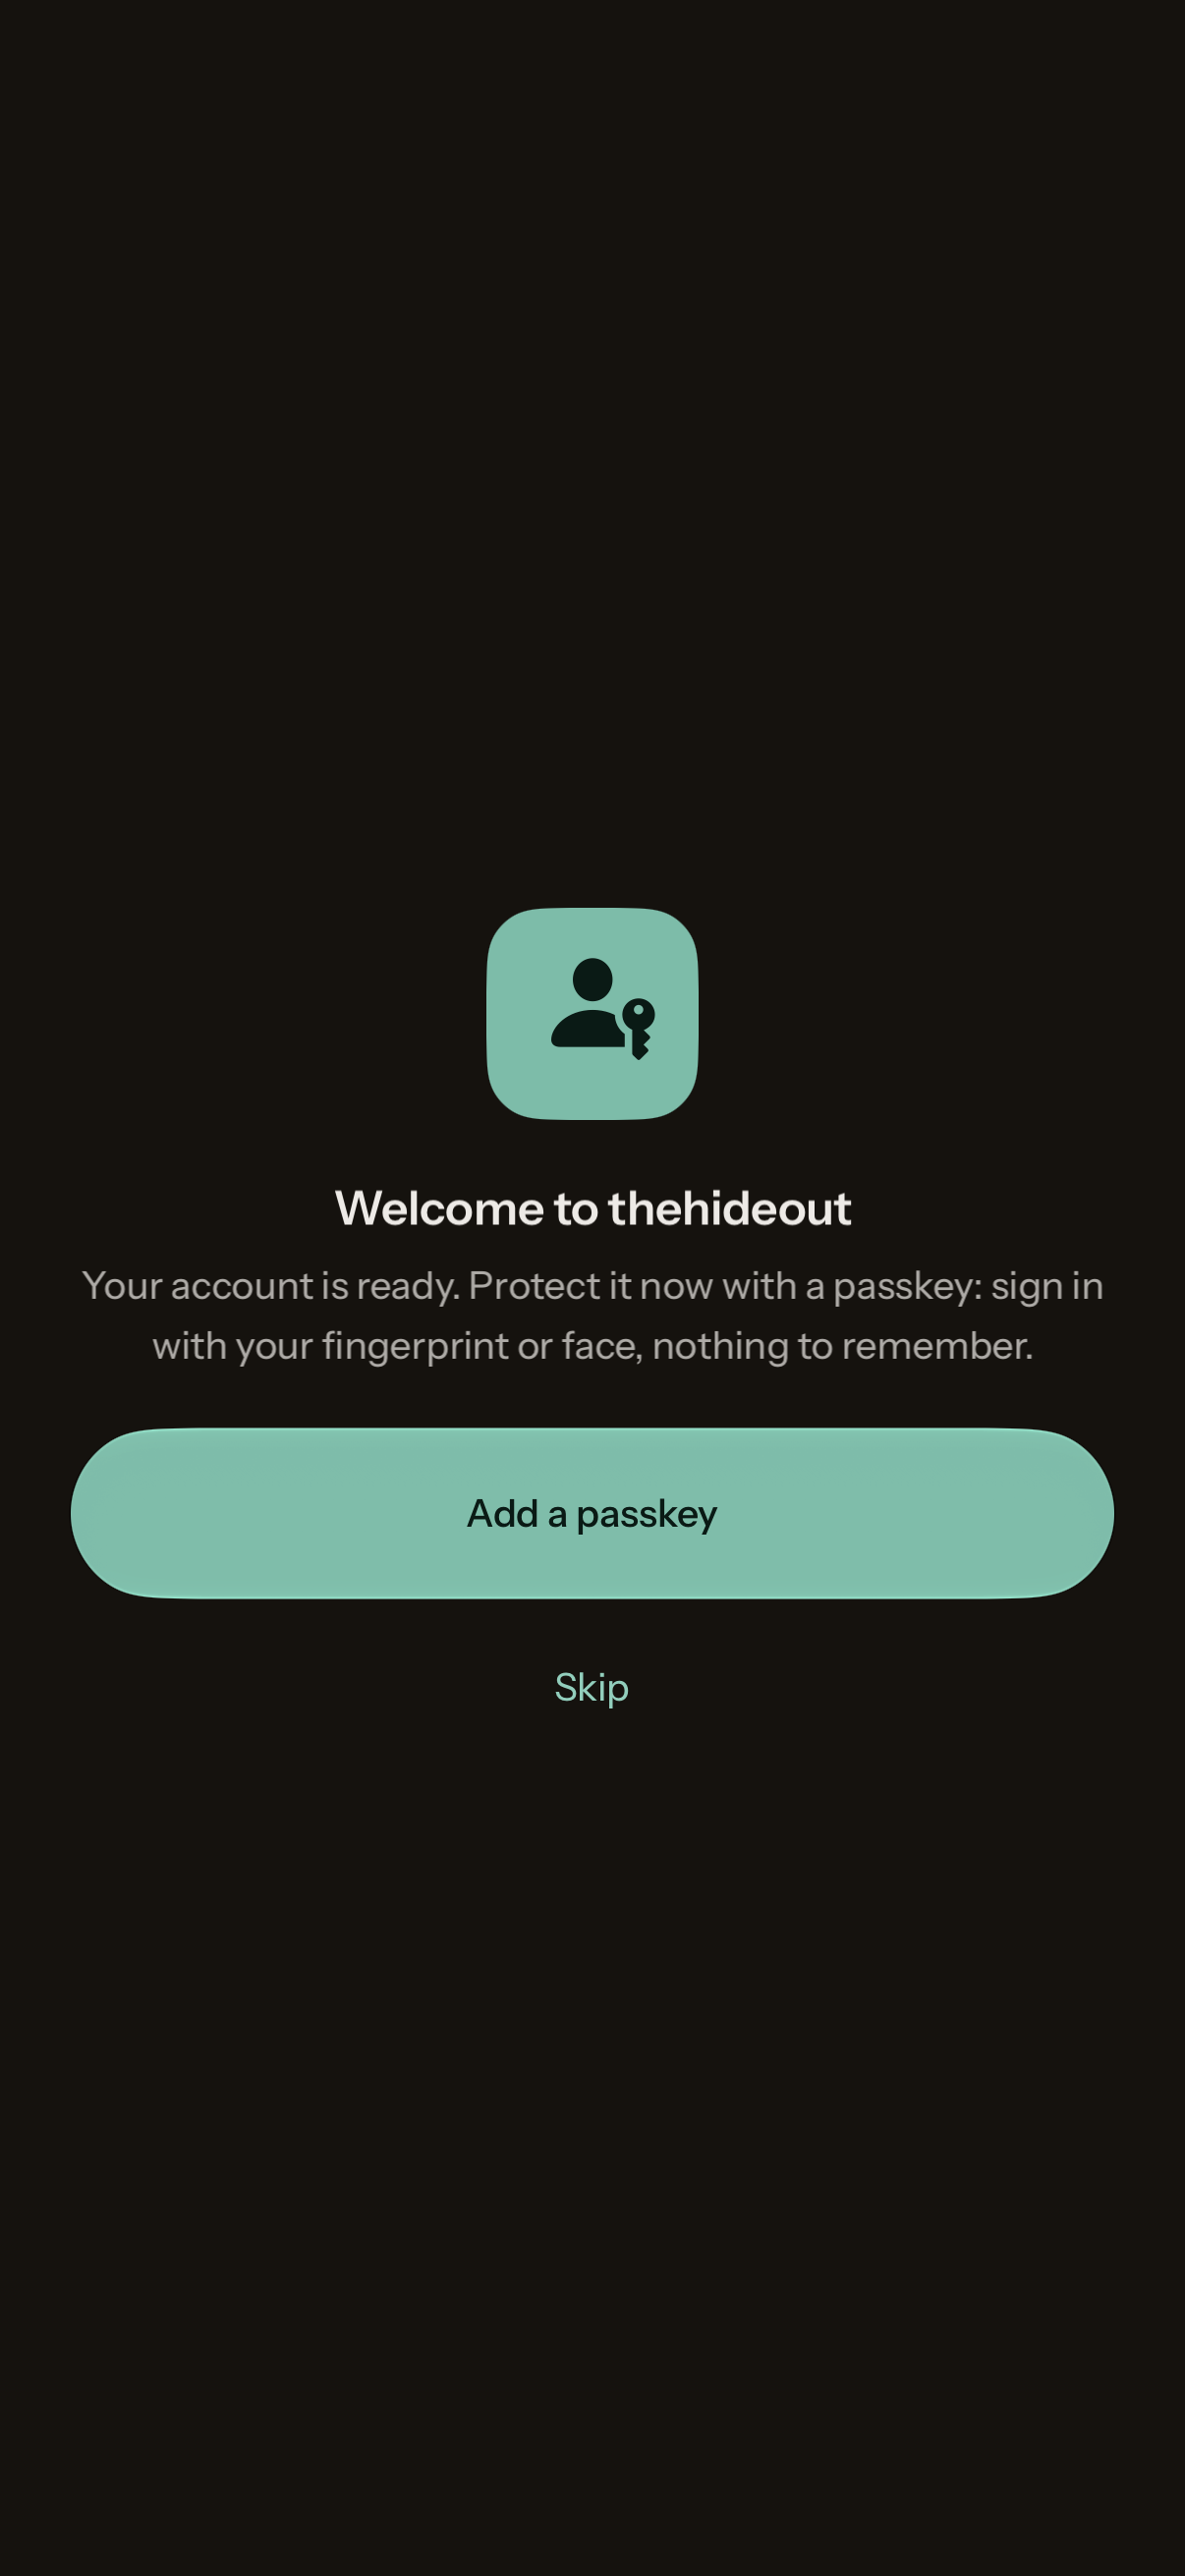 Welcome to thehideout
Your account is ready. Protect it now with a passkey: sign in
with your fingerprint or face, nothing to remember.
Add a passkey
Skip